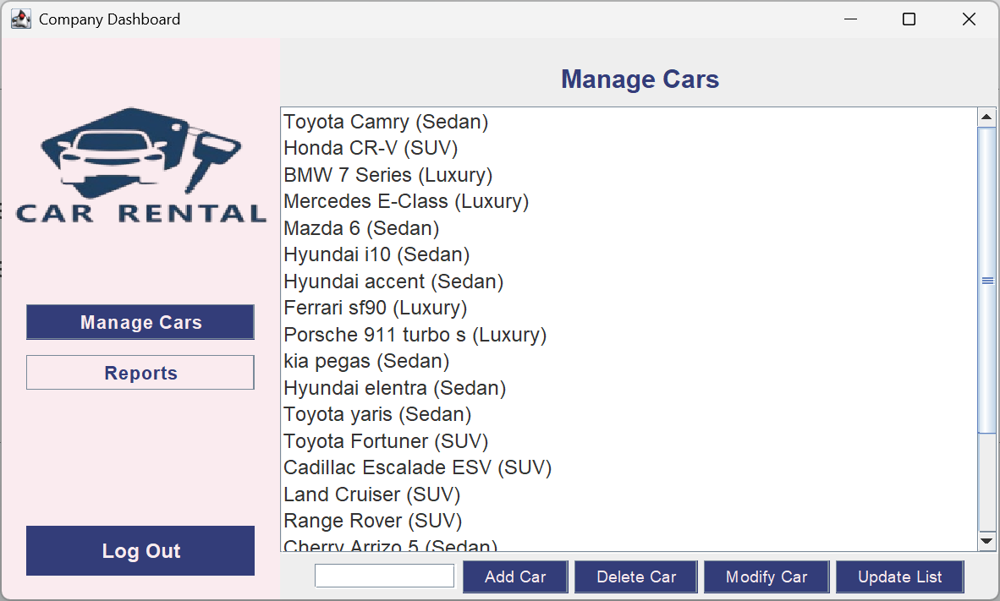 Company Dashboard
CAR RENTAL
Manage Cars
Reports
Log Out
Manage Cars
Toyota Camry (Sedan)
Honda CR-V (SUV)
BMW 7 Series (Luxury)
Mercedes E-Class (Luxury)
Mazda 6 (Sedan)
Hyundai i10 (Sedan)
Hyundai accent (Sedan)
Ferrari sf90 (Luxury)
Porsche 911 turbo s (Luxury)
kia pegas (Sedan)
Hyundai elentra (Sedan)
Toyota yaris (Sedan)
Toyota Fortuner (SUV)
Cadillac Escalade ESV (SUV)
Land Cruiser (SUV)
Range Rover (SUV)
Cherry Arrizo 5 (Sedan)
Add Car
Delete Car
Modify Car
Update List